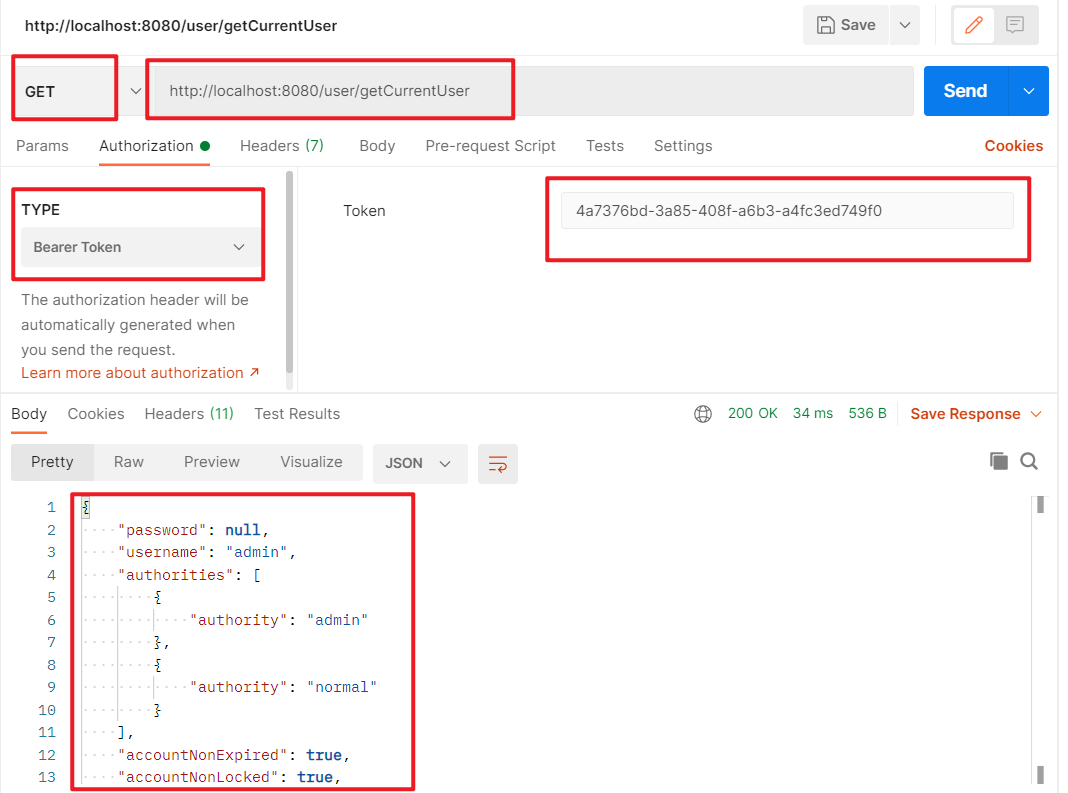 http://localhost:8080/user/getCurrentUser
Save
GET
http://localhost:8080/user/getCurrentUser
Send
Params Authorization Headers (7) Body Pre-request Script Tests Settings Cookies
TYPE
Bearer Token
The authorization header will be
automatically generated when
you send the request.
Learn more about authorization ↗
Token
4a7376bd-3a85-408f-a6b3-a4fc3ed749f0
Body Cookies Headers (11) Test Results 200 OK 34 ms 536 B Save Response
Pretty Raw Preview Visualize JSON
1 {
2 "password": null,
3 "username": "admin",
4 "authorities": [
5 {
6 "authority": "admin"
7 },
8 {
9 "authority": "normal"
10 }
11 ],
12 "accountNonExpired": true,
13 "accountNonLocked": true,